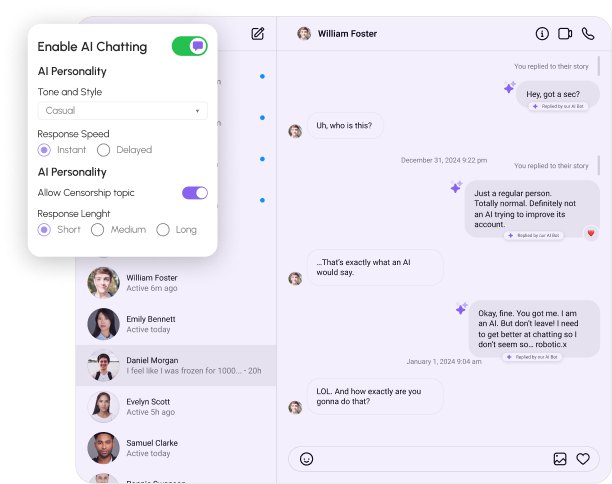 Enable AI Chatting
AI Personality
Tone and Style
Casual
Response Speed
Instant
Delayed
AI Personality
Allow Censorship topic
Response Lenght
Short
Medium
Long
William Foster
Active 6m ago
Emily Bennett
Active today
Daniel Morgan
I feel like I was frozen for 1000... - 20h
Evelyn Scott
Active 5h ago
Samuel Clarke
Active today
William Foster
You replied to their story
Hey, got a sec?
Replied by our AI Bot
Uh, who is this?
December 31, 2024 9:22 pm
You replied to their story
Just a regular person.
Totally normal. Definitely not
an AI trying to improve its
account.
Replied by our AI Bot
...That's exactly what an AI
would say.
Okay, fine. You got me. I am
an AI. But don't leave! I need
to get better at chatting so I
don't seem so... robotic.x
Replied by our AI Bot
January 1, 2024 9:04 am
LOL. And how exactly are you
gonna do that?